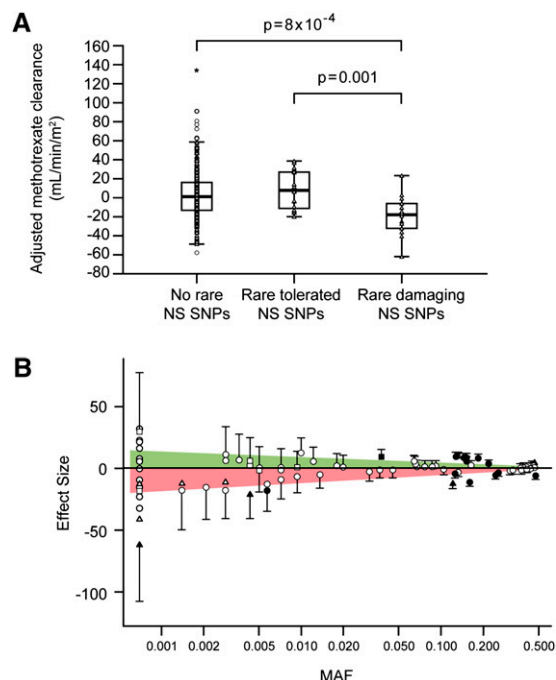 A
p=8x10⁻⁴
p=0.001
Adjusted methotrexate clearance
(mL/min/m²)
160
140
120
100
80
60
40
20
0
-20
-40
-60
-80
*
No rare
NS SNPs
Rare tolerated
NS SNPs
Rare damaging
NS SNPs
B
Effect Size
50
0
-50
-100
0.001
0.002
0.005
0.010
0.020
0.050
0.100
0.200
0.500
MAF